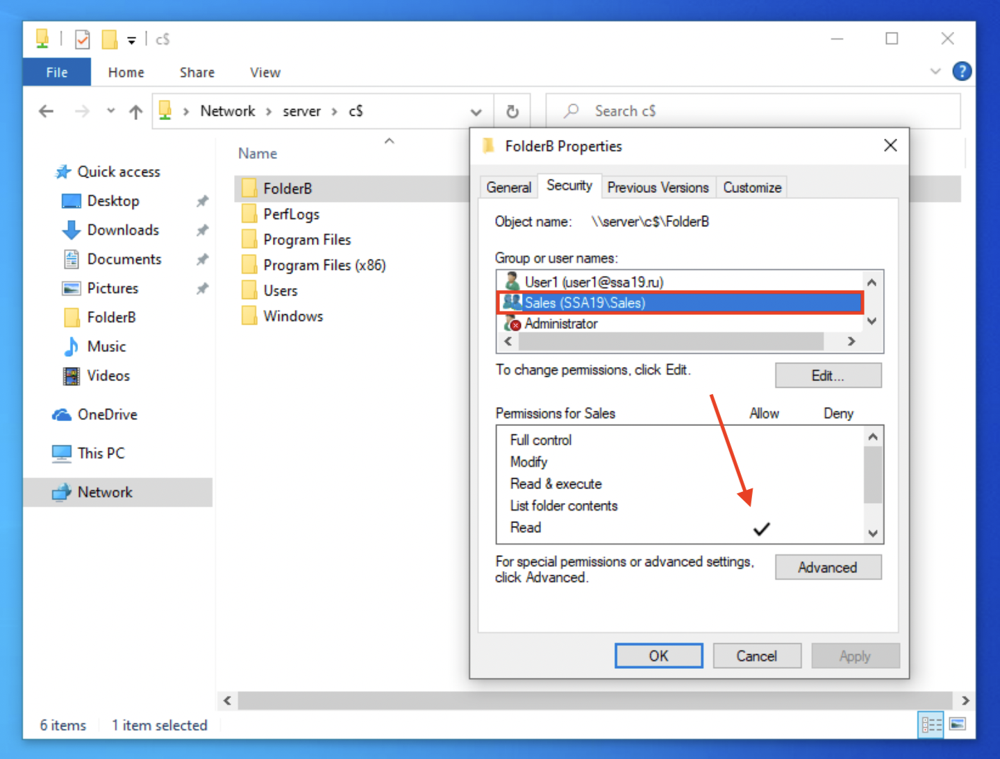 c$
File Home Share View
Network > server > c$
Search c$
Name
Quick access
Desktop
Downloads
Documents
Pictures
FolderB
Music
Videos
OneDrive
This PC
Network
FolderB
PerfLogs
Program Files
Program Files (x86)
Users
Windows
FolderB Properties
General Security Previous Versions Customize
Object name: \\server\c$\FolderB
Group or user names:
User1 (user1@ssa19.ru)
Sales (SSA19\Sales)
Administrator
To change permissions, click Edit.
Edit...
Permissions for Sales Allow Deny
Full control
Modify
Read & execute
List folder contents
Read
For special permissions or advanced settings,
click Advanced.
Advanced
OK Cancel Apply
6 items 1 item selected